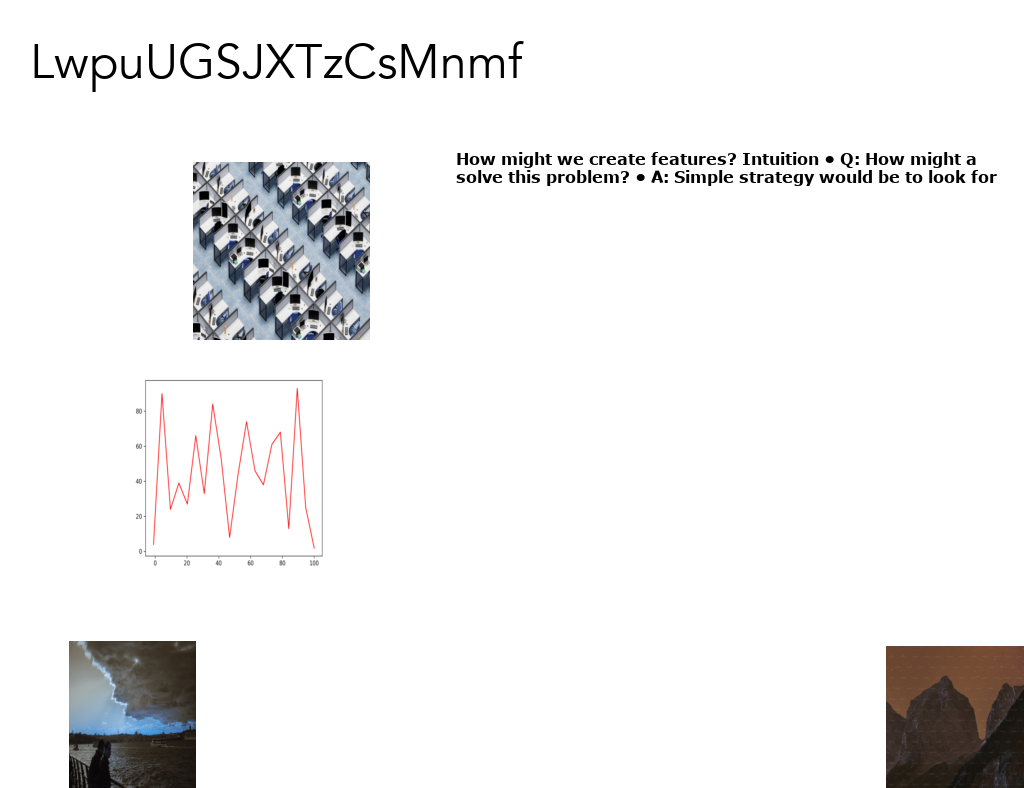 LwpuUGSJXTzCsMnmf
How might we create features? Intuition • Q: How might a
solve this problem? • A: Simple strategy would be to look for
80
60
40
20
0
0 20 40 60 80 100